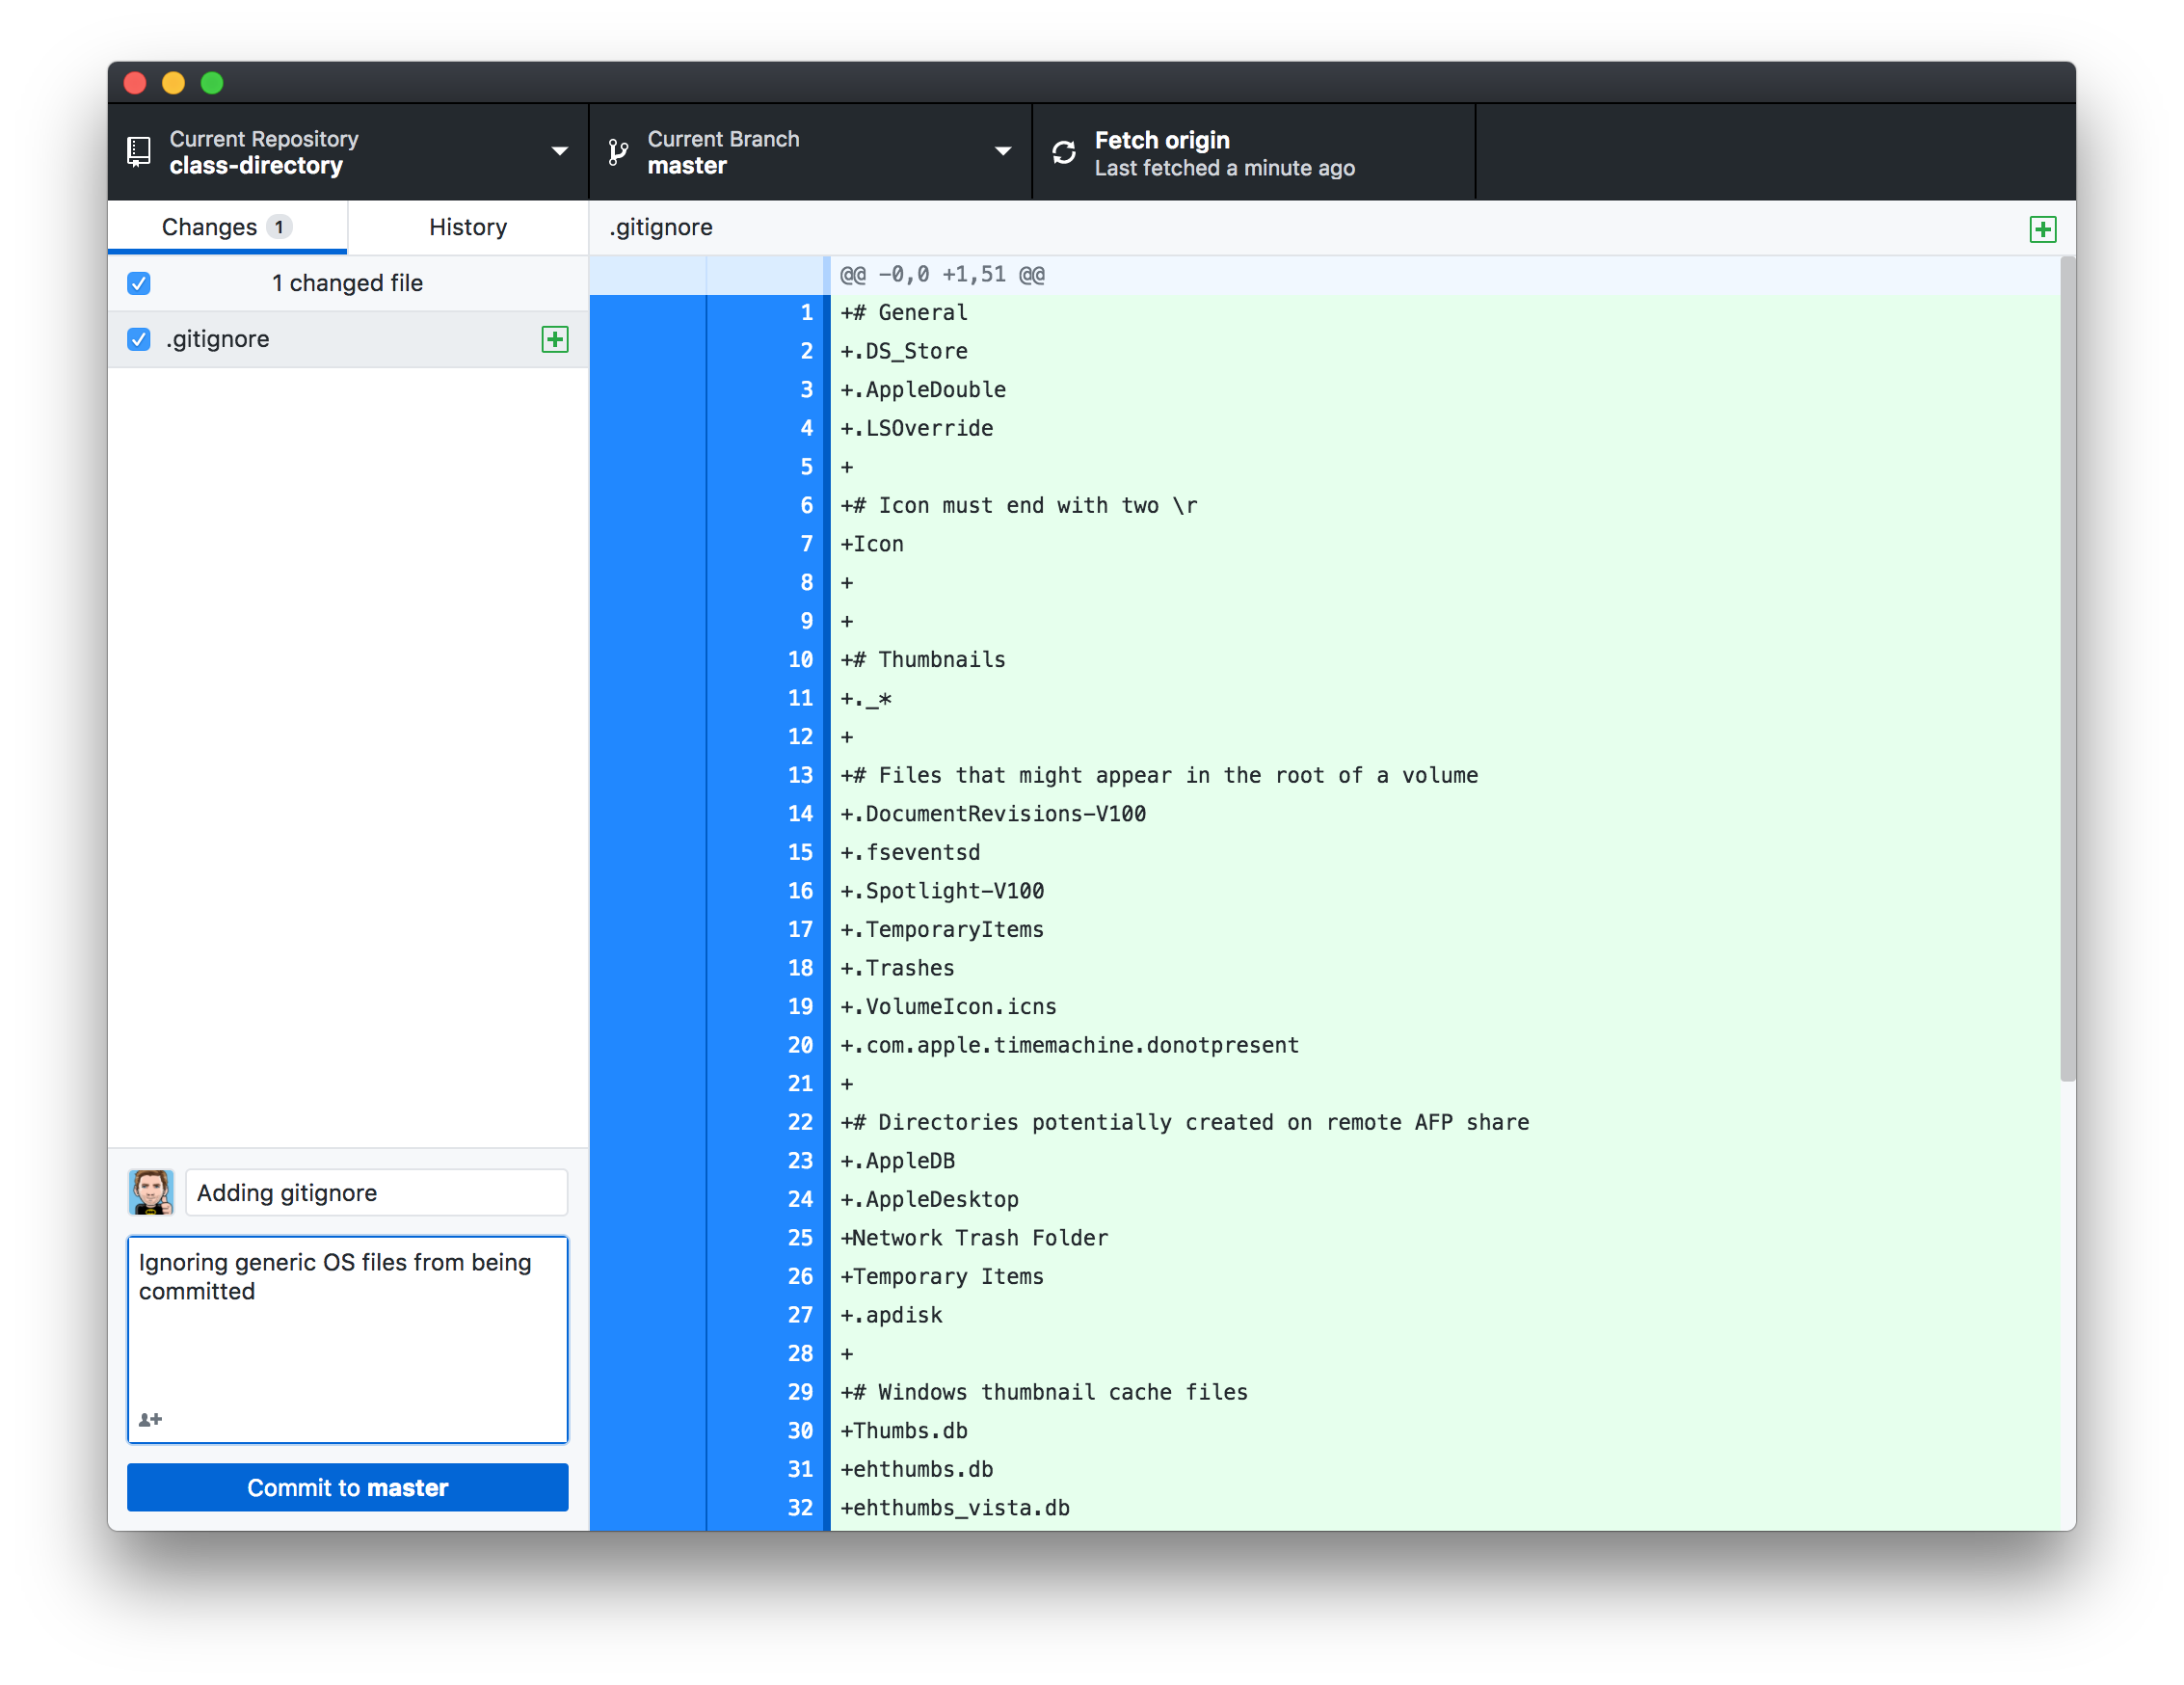 Current Repository
class-directory
Current Branch
master
Fetch origin
Last fetched a minute ago
Changes 1
History
.gitignore
1 changed file
.gitignore
@@ -0,0 +1,51 @@
1 +# General
2 +.DS_Store
3 +.AppleDouble
4 +.LSOverride
5 +
6 +# Icon must end with two \r
7 +Icon
8 +
9 +
10 +# Thumbnails
11 +._*
12 +
13 +# Files that might appear in the root of a volume
14 +.DocumentRevisions-V100
15 +.fseventsd
16 +.Spotlight-V100
17 +.TemporaryItems
18 +.Trashes
19 +.VolumeIcon.icns
20 +.com.apple.timemachine.donotpresent
21 +
22 +# Directories potentially created on remote AFP share
23 +.AppleDB
24 +.AppleDesktop
25 +Network Trash Folder
26 +Temporary Items
27 +.apdisk
28 +
29 +# Windows thumbnail cache files
30 +Thumbs.db
31 +ehthumbs.db
32 +ehthumbs_vista.db
Adding gitignore
Ignoring generic OS files from being
committed
Commit to master